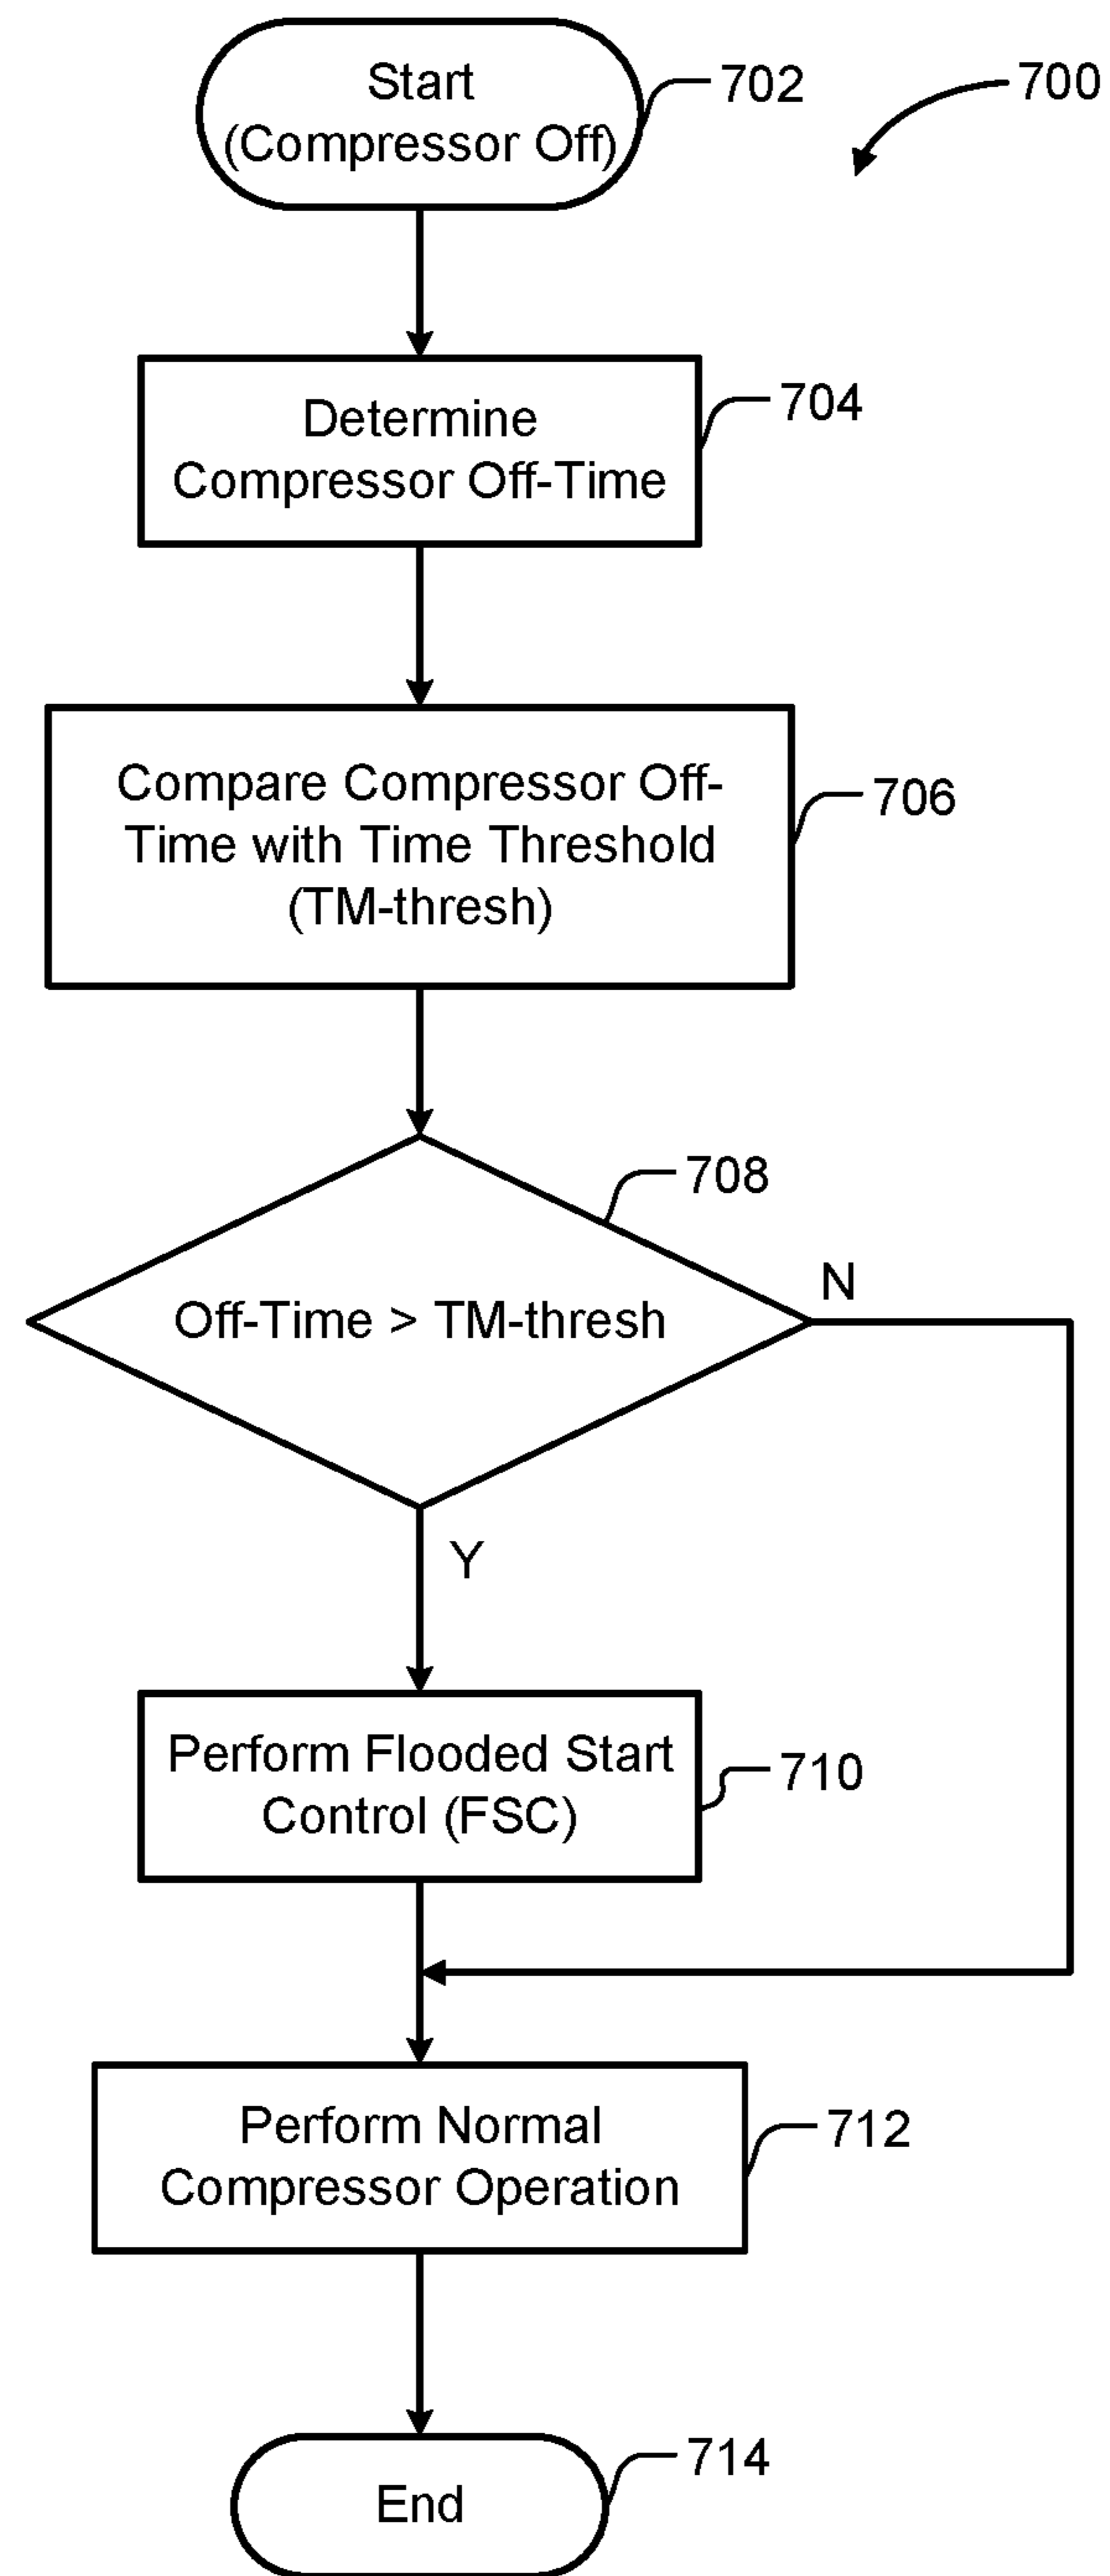 Start
(Compressor Off)
702
700
Determine
Compressor Off-Time
704
Compare Compressor Off-
Time with Time Threshold
(TM-thresh)
706
708
Off-Time > TM-thresh
N
Y
Perform Flooded Start
Control (FSC)
710
Perform Normal
Compressor Operation
712
End
714